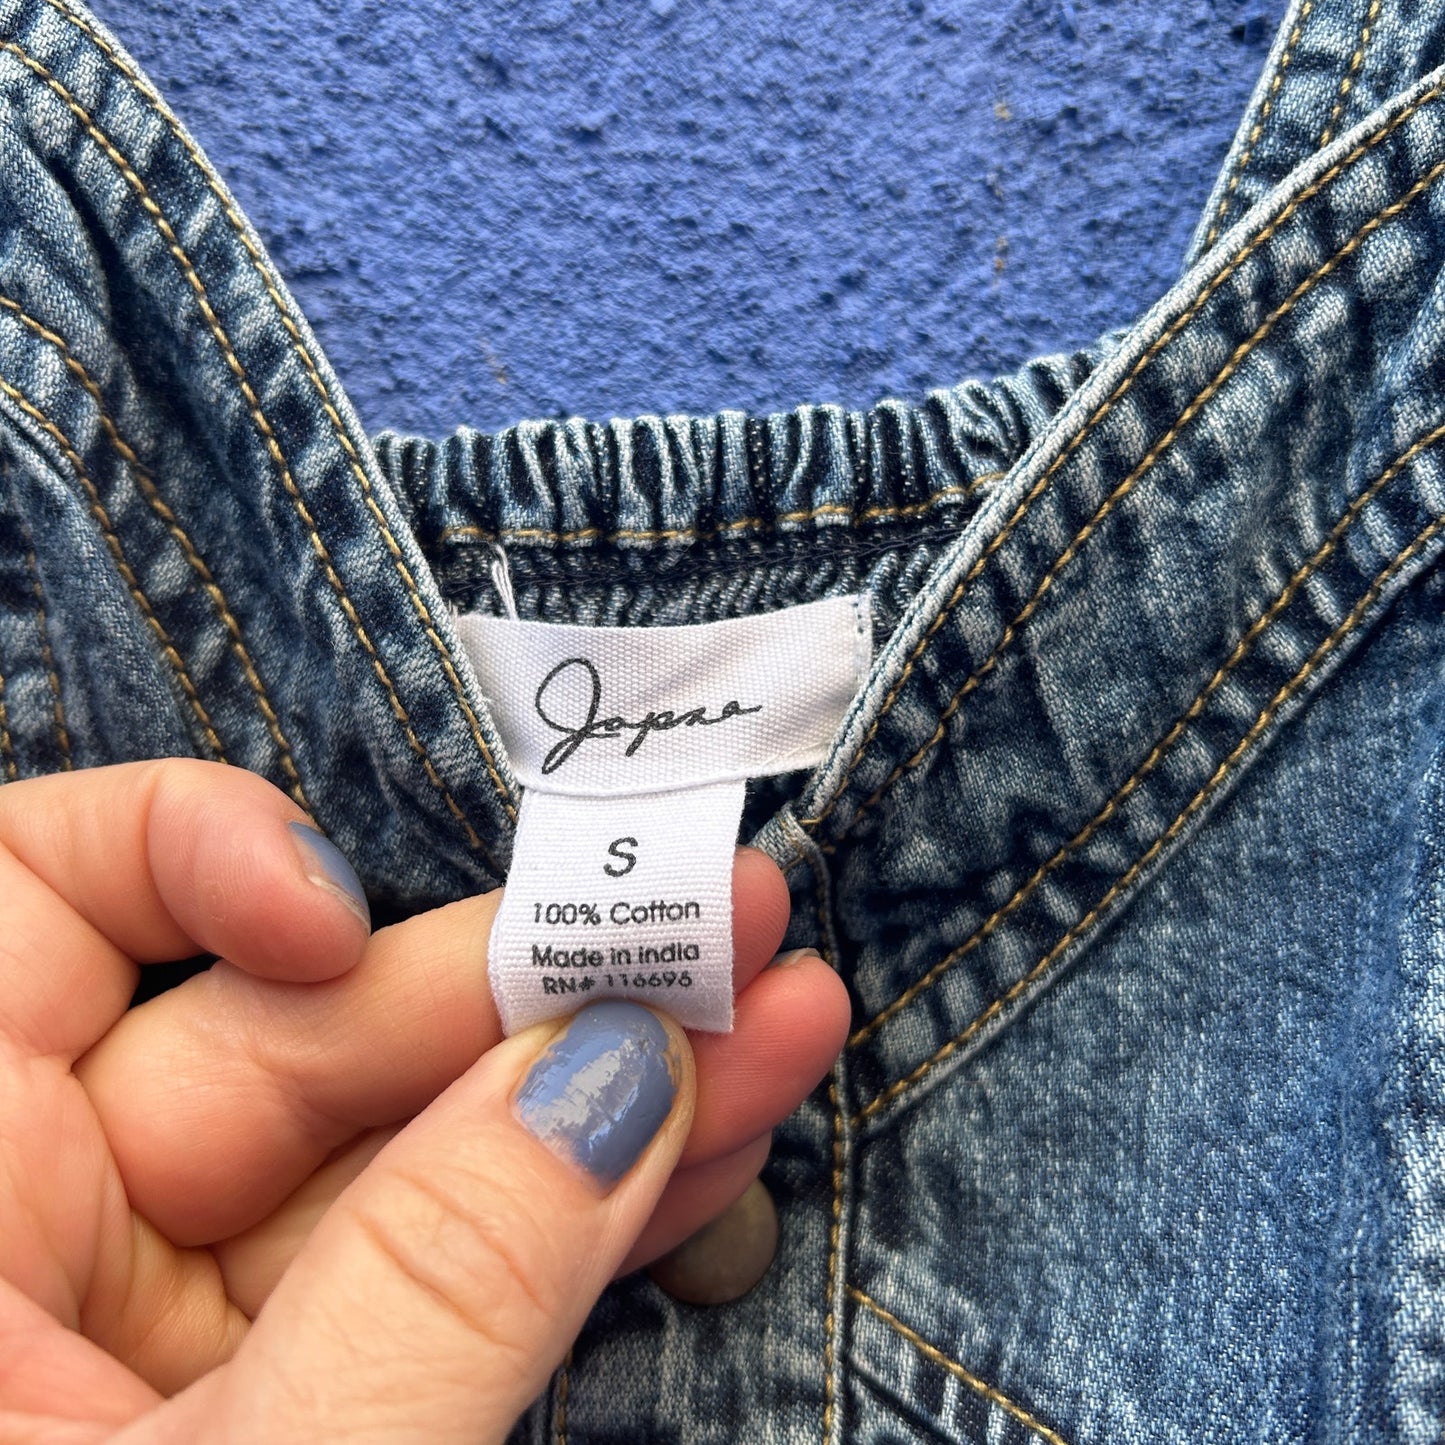 Japna
S
100% Cotton
Made in India
RN# 116696